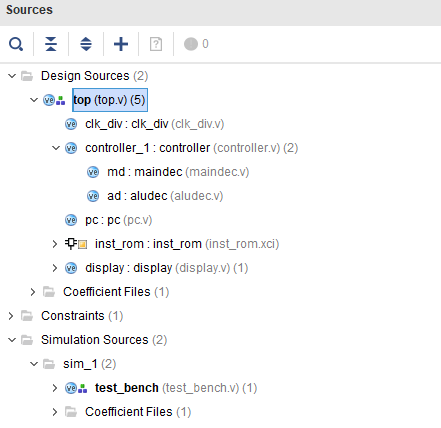 Sources
0
Design Sources (2)
top (top.v) (5)
clk_div : clk_div (clk_div.v)
controller_1 : controller (controller.v) (2)
md : maindec (maindec.v)
ad : aludec (aludec.v)
pc : pc (pc.v)
inst_rom : inst_rom (inst_rom.xci)
display : display (display.v) (1)
Coefficient Files (1)
Constraints (1)
Simulation Sources (2)
sim_1 (2)
test_bench (test_bench.v) (1)
Coefficient Files (1)